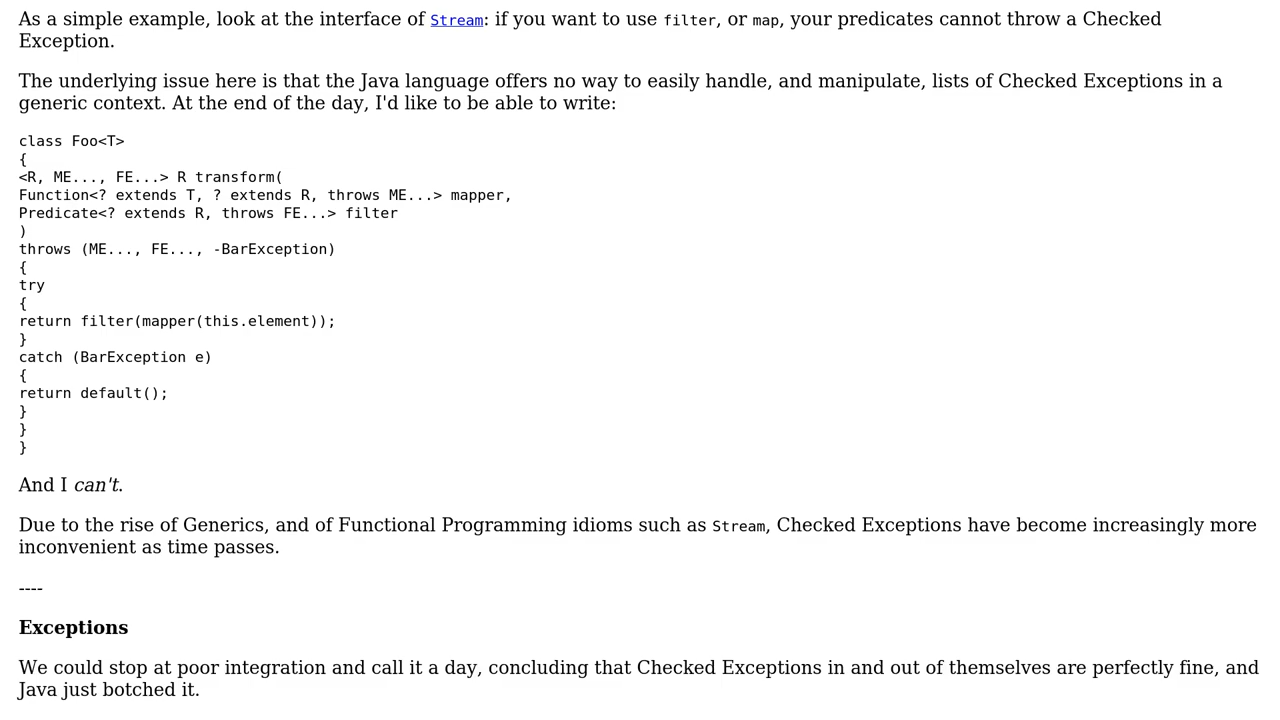 As a simple example, look at the interface of Stream: if you want to use filter, or map, your predicates cannot throw a Checked
Exception.
The underlying issue here is that the Java language offers no way to easily handle, and manipulate, lists of Checked Exceptions in a
generic context. At the end of the day, I'd like to be able to write:
class Foo<T>
{
<R, ME..., FE...> R transform(
Function<? extends T, ? extends R, throws ME...> mapper,
Predicate<? extends R, throws FE...> filter
)
throws (ME..., FE..., -BarException)
{
try
{
return filter(mapper(this.element));
}
catch (BarException e)
{
return default();
}
}
}
And I can't.
Due to the rise of Generics, and of Functional Programming idioms such as Stream, Checked Exceptions have become increasingly more
inconvenient as time passes.
----
Exceptions
We could stop at poor integration and call it a day, concluding that Checked Exceptions in and out of themselves are perfectly fine, and
Java just botched it.